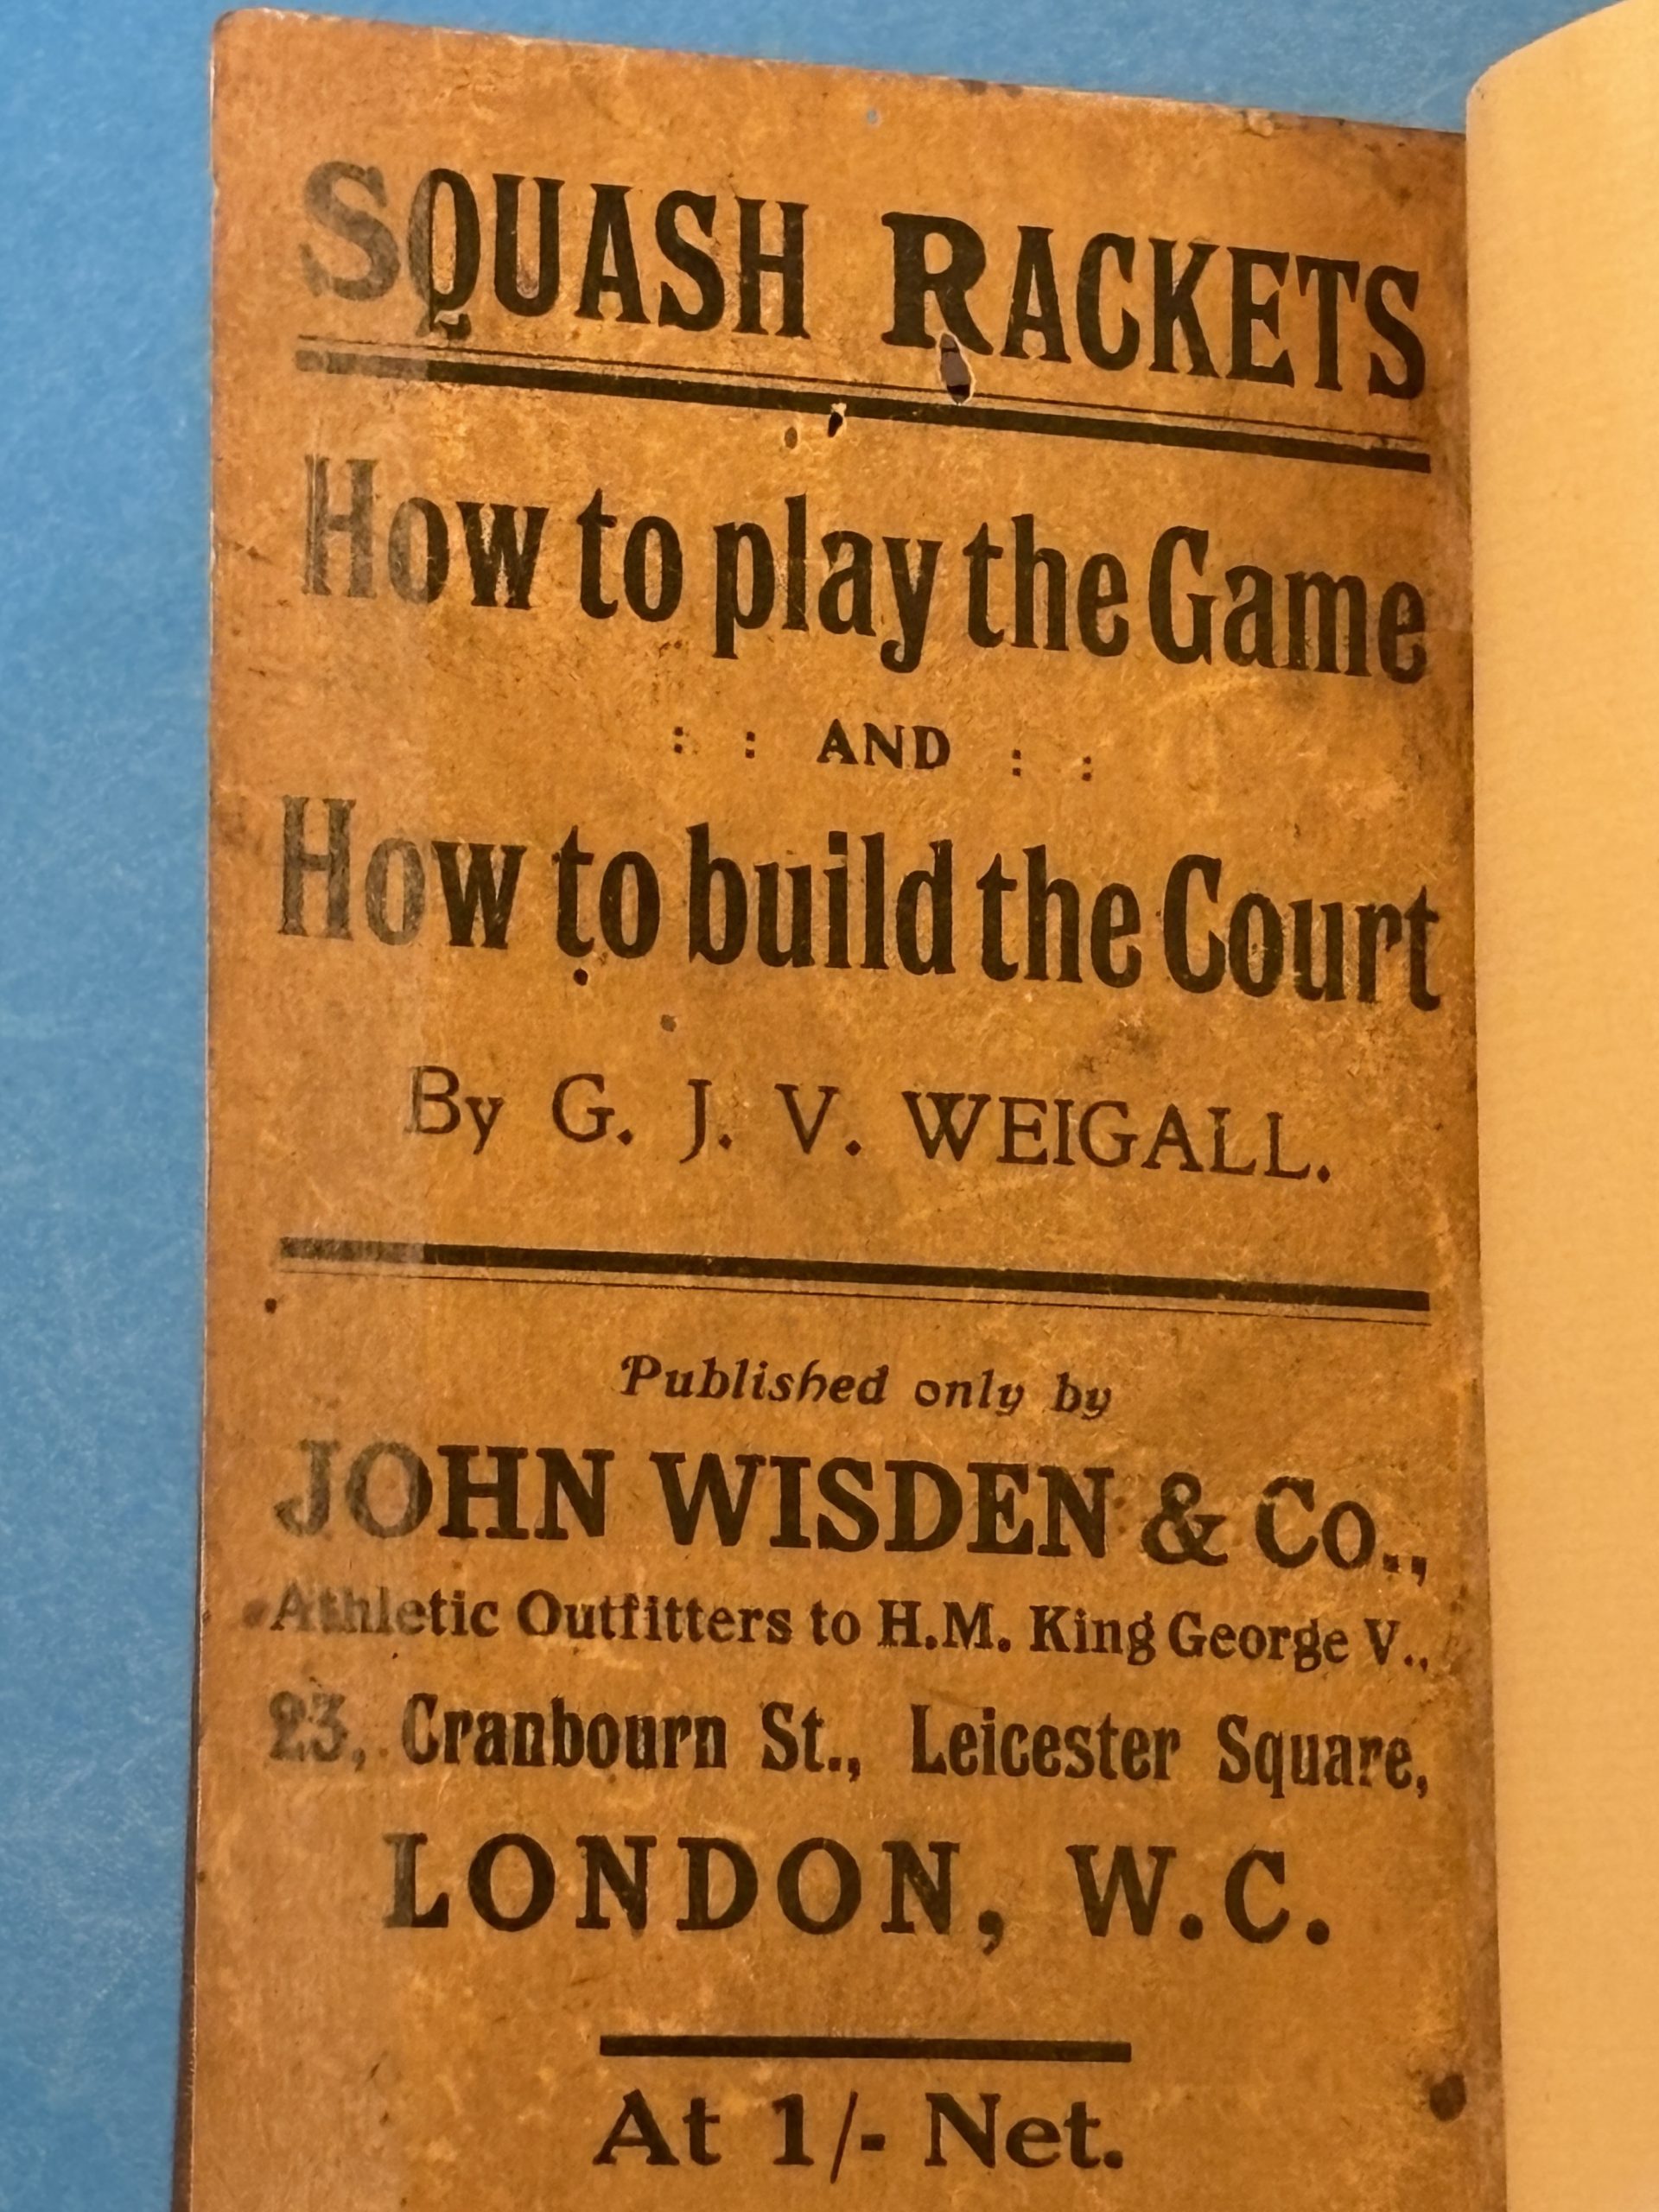 SQUASH RACKETS
How to play the Game
: : AND : :
How to build the Court
By G. J. V. WEIGALL.
Published only by
JOHN WISDEN & Co.,
Athletic Outfitters to H.M. King George V.,
23, Cranbourn St., Leicester Square,
LONDON, W.C.
At 1/- Net.